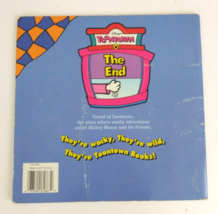 Disney's
TOONTOWN
The
End
Travel to Toontown,
the place where wacky adventures
await Mickey Mouse and his friends.
They're wacky, They're wild,
They're Toontown Books!